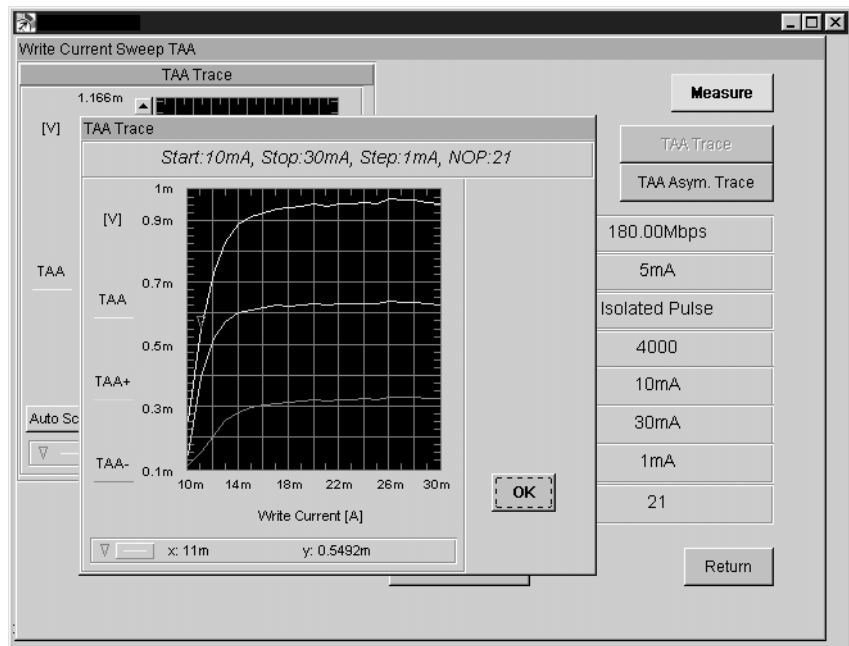 Write Current Sweep TAA
TAA Trace
1.166m
[V]
TAA
Auto Sc
Measure
TAA Trace
TAA Asym. Trace
180.00Mbps
5mA
Isolated Pulse
4000
10mA
30mA
1mA
21
Return
TAA Trace
Start:10mA, Stop:30mA, Step:1mA, NOP:21
1m
[V]
0.9m
0.7m
TAA
0.5m
TAA+
0.3m
TAA-
0.1m
10m 14m 18m 22m 26m 30m
Write Current [A]
OK
x: 11m y: 0.5492m